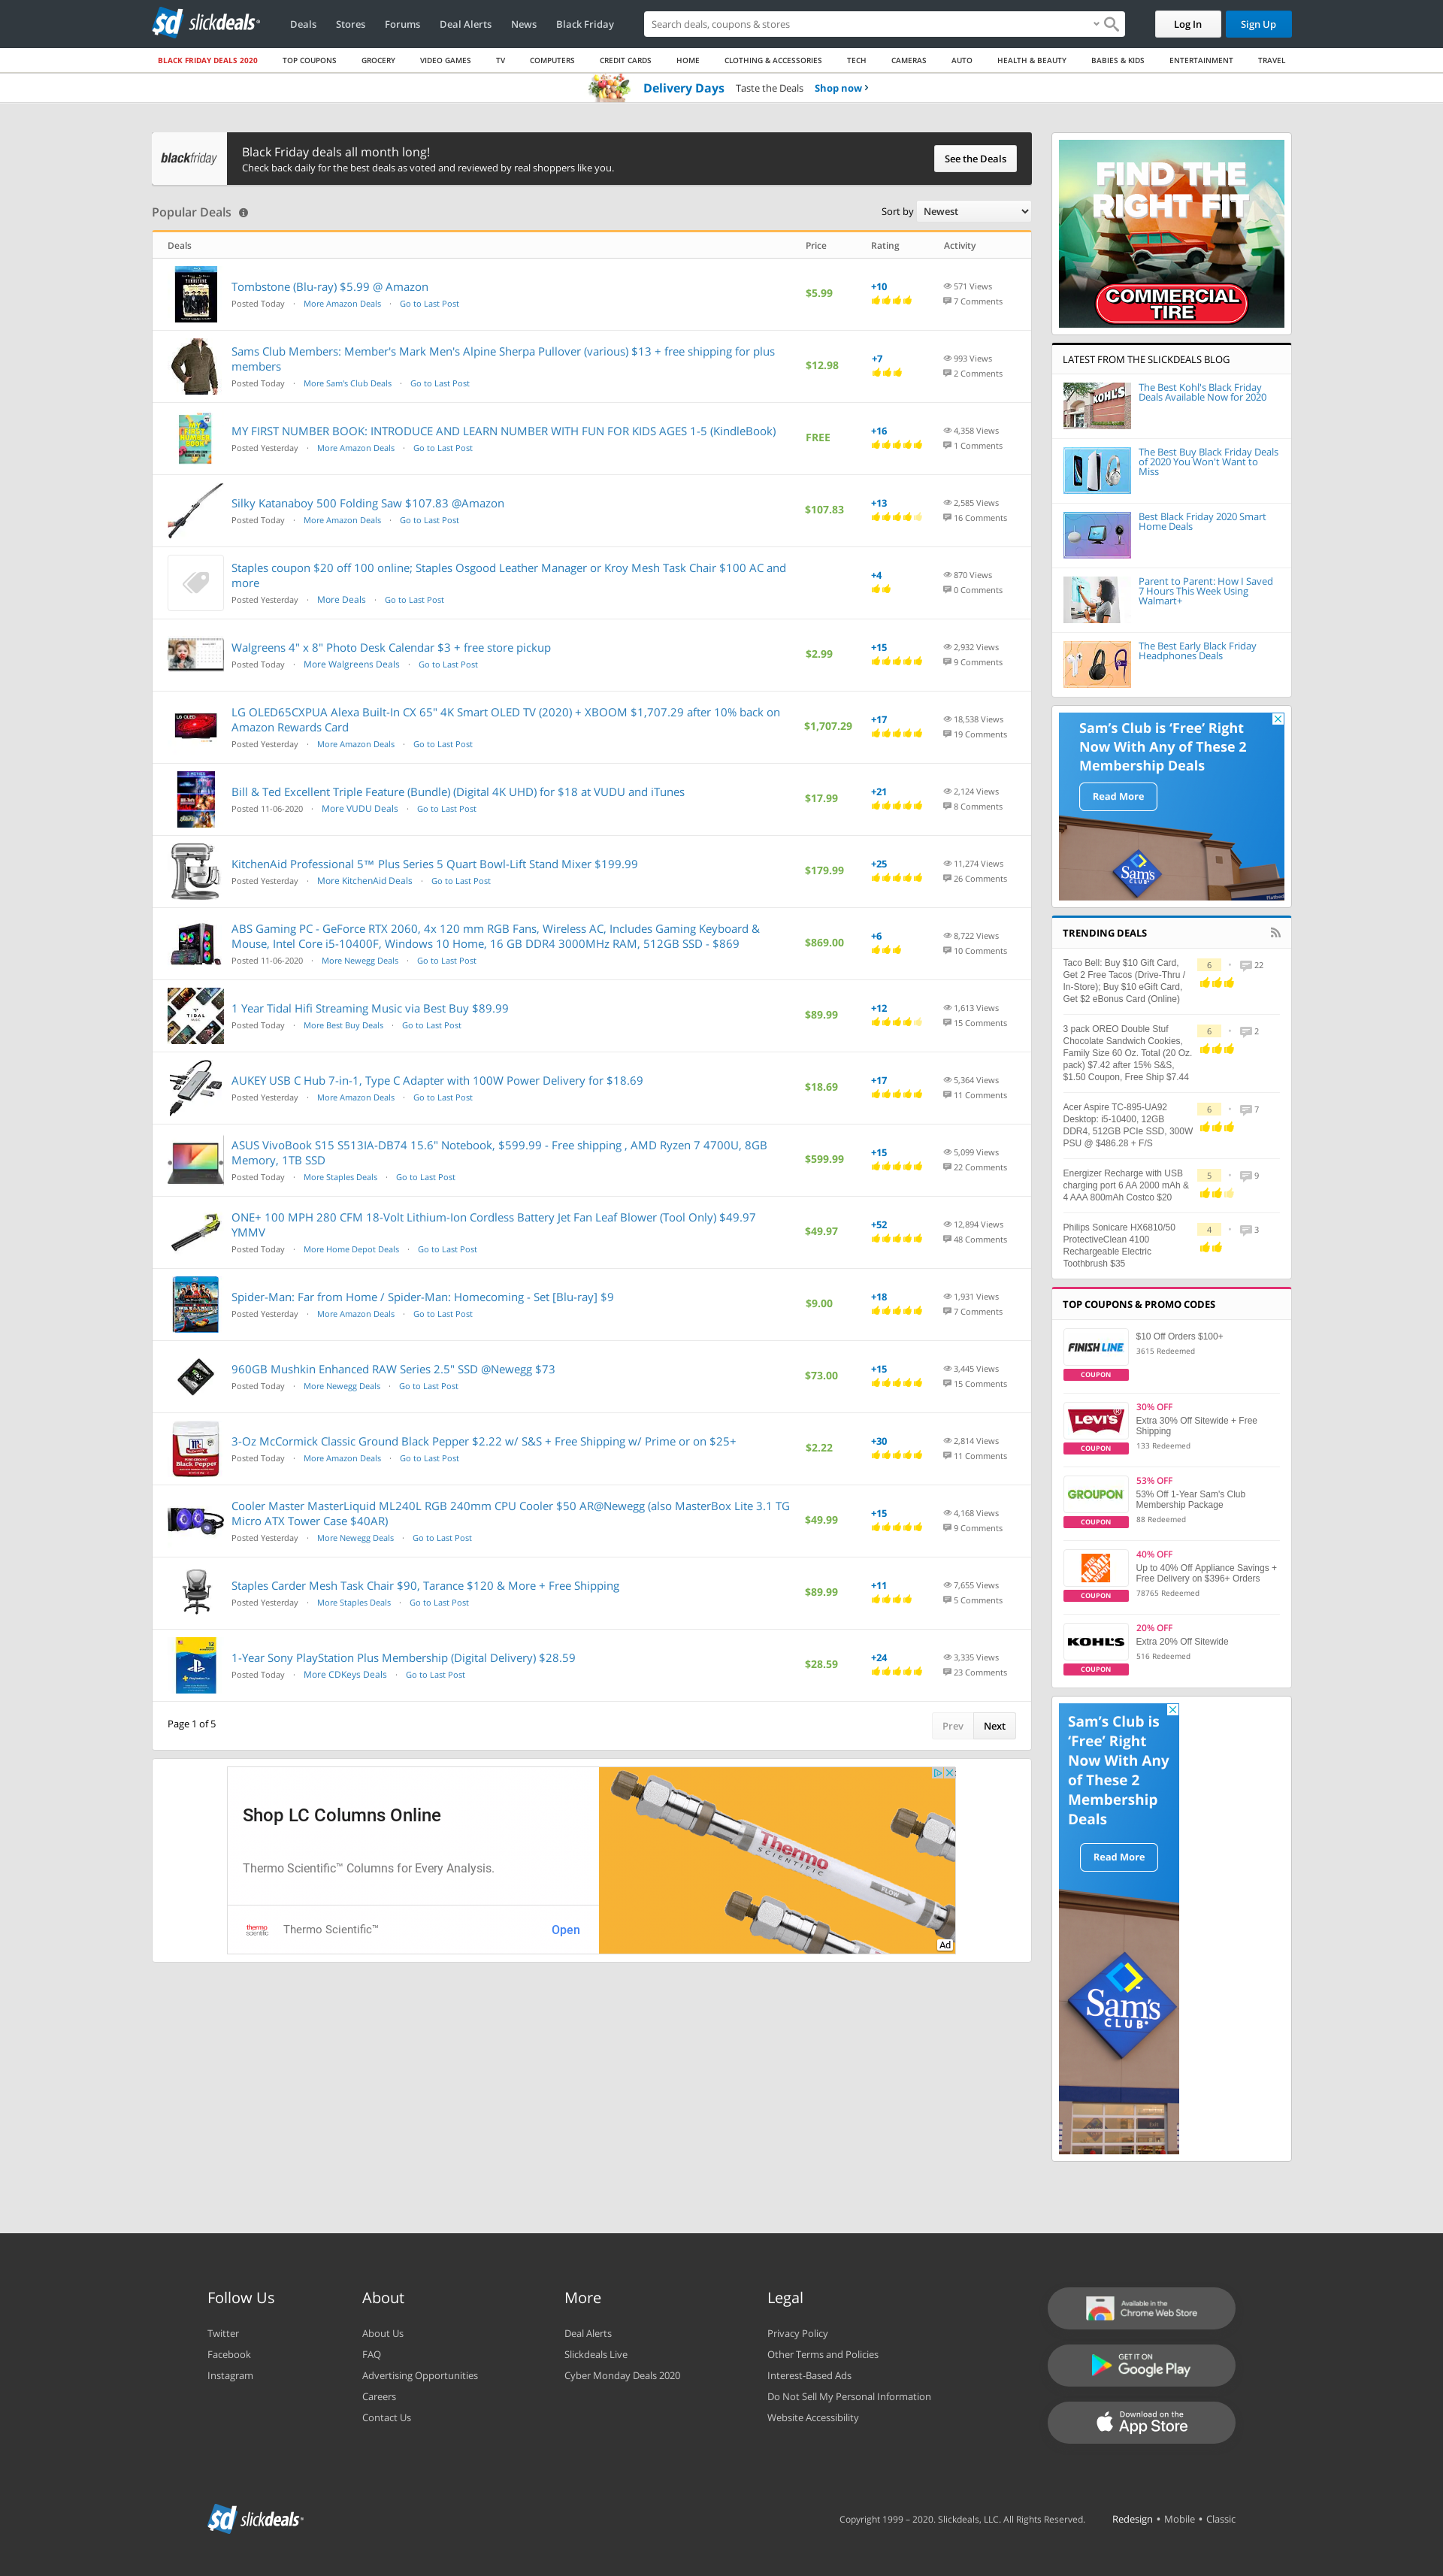 slickdeals
Deals
Stores
Forums
Deal Alerts
News
Black Friday
Search deals, coupons & stores
Log In
Sign Up
BLACK FRIDAY DEALS 2020
TOP COUPONS
GROCERY
VIDEO GAMES
TV
COMPUTERS
CREDIT CARDS
HOME
CLOTHING & ACCESSORIES
TECH
CAMERAS
AUTO
HEALTH & BEAUTY
BABIES & KIDS
ENTERTAINMENT
TRAVEL
Delivery Days Taste the Deals Shop now ›
blackfriday
Black Friday deals all month long!
Check back daily for the best deals as voted and reviewed by real shoppers like you.
See the Deals
Popular Deals
Sort by Newest
Deals Price Rating Activity
Tombstone (Blu-ray) $5.99 @ Amazon
Posted Today · More Amazon Deals · Go to Last Post
$5.99
+10
571 Views
7 Comments
Sams Club Members: Member's Mark Men's Alpine Sherpa Pullover (various) $13 + free shipping for plus
members
Posted Today · More Sam's Club Deals · Go to Last Post
$12.98
+7
993 Views
2 Comments
MY FIRST NUMBER BOOK: INTRODUCE AND LEARN NUMBER WITH FUN FOR KIDS AGES 1-5 (KindleBook)
Posted Yesterday · More Amazon Deals · Go to Last Post
FREE
+16
4,358 Views
1 Comments
Silky Katanaboy 500 Folding Saw $107.83 @Amazon
Posted Today · More Amazon Deals · Go to Last Post
$107.83
+13
2,585 Views
16 Comments
Staples coupon $20 off 100 online; Staples Osgood Leather Manager or Kroy Mesh Task Chair $100 AC and
more
Posted Yesterday · More Deals · Go to Last Post
+4
870 Views
0 Comments
Walgreens 4" x 8" Photo Desk Calendar $3 + free store pickup
Posted Today · More Walgreens Deals · Go to Last Post
$2.99
+15
2,932 Views
9 Comments
LG OLED65CXPUA Alexa Built-In CX 65" 4K Smart OLED TV (2020) + XBOOM $1,707.29 after 10% back on
Amazon Rewards Card
Posted Yesterday · More Amazon Deals · Go to Last Post
$1,707.29
+17
18,538 Views
19 Comments
Bill & Ted Excellent Triple Feature (Bundle) (Digital 4K UHD) for $18 at VUDU and iTunes
Posted 11-06-2020 · More VUDU Deals · Go to Last Post
$17.99
+21
2,124 Views
8 Comments
KitchenAid Professional 5™ Plus Series 5 Quart Bowl-Lift Stand Mixer $199.99
Posted Yesterday · More KitchenAid Deals · Go to Last Post
$179.99
+25
11,274 Views
26 Comments
ABS Gaming PC - GeForce RTX 2060, 4x 120 mm RGB Fans, Wireless AC, Includes Gaming Keyboard &
Mouse, Intel Core i5-10400F, Windows 10 Home, 16 GB DDR4 3000MHz RAM, 512GB SSD - $869
Posted 11-06-2020 · More Newegg Deals · Go to Last Post
$869.00
+6
8,722 Views
10 Comments
1 Year Tidal Hifi Streaming Music via Best Buy $89.99
Posted Today · More Best Buy Deals · Go to Last Post
$89.99
+12
1,613 Views
15 Comments
AUKEY USB C Hub 7-in-1, Type C Adapter with 100W Power Delivery for $18.69
Posted Yesterday · More Amazon Deals · Go to Last Post
$18.69
+17
5,364 Views
11 Comments
ASUS VivoBook S15 S513IA-DB74 15.6" Notebook, $599.99 - Free shipping , AMD Ryzen 7 4700U, 8GB
Memory, 1TB SSD
Posted Today · More Staples Deals · Go to Last Post
$599.99
+15
5,099 Views
22 Comments
ONE+ 100 MPH 280 CFM 18-Volt Lithium-Ion Cordless Battery Jet Fan Leaf Blower (Tool Only) $49.97
YMMV
Posted Today · More Home Depot Deals · Go to Last Post
$49.97
+52
12,894 Views
48 Comments
Spider-Man: Far from Home / Spider-Man: Homecoming - Set [Blu-ray] $9
Posted Yesterday · More Amazon Deals · Go to Last Post
$9.00
+18
1,931 Views
7 Comments
960GB Mushkin Enhanced RAW Series 2.5" SSD @Newegg $73
Posted Today · More Newegg Deals · Go to Last Post
$73.00
+15
3,445 Views
15 Comments
3-Oz McCormick Classic Ground Black Pepper $2.22 w/ S&S + Free Shipping w/ Prime or on $25+
Posted Today · More Amazon Deals · Go to Last Post
$2.22
+30
2,814 Views
11 Comments
Cooler Master MasterLiquid ML240L RGB 240mm CPU Cooler $50 AR@Newegg (also MasterBox Lite 3.1 TG
Micro ATX Tower Case $40AR)
Posted Yesterday · More Newegg Deals · Go to Last Post
$49.99
+15
4,168 Views
9 Comments
Staples Carder Mesh Task Chair $90, Tarance $120 & More + Free Shipping
Posted Yesterday · More Staples Deals · Go to Last Post
$89.99
+11
7,655 Views
5 Comments
1-Year Sony PlayStation Plus Membership (Digital Delivery) $28.59
Posted Today · More CDKeys Deals · Go to Last Post
$28.59
+24
3,335 Views
23 Comments
Page 1 of 5
Prev Next
Shop LC Columns Online
Thermo Scientific™ Columns for Every Analysis.
thermo scientific
Thermo Scientific™
Open
Thermo
SCIENTIFIC
FLOW
Ad
FIND THE
RIGHT FIT
COMMERCIAL
TIRE
LATEST FROM THE SLICKDEALS BLOG
KOHL'S
The Best Kohl's Black Friday
Deals Available Now for 2020
The Best Buy Black Friday Deals
of 2020 You Won't Want to
Miss
Best Black Friday 2020 Smart
Home Deals
Parent to Parent: How I Saved
7 Hours This Week Using
Walmart+
The Best Early Black Friday
Headphones Deals
Sam's Club is ‘Free’ Right
Now With Any of These 2
Membership Deals
Read More
Sam's
CLUB
TRENDING DEALS
Taco Bell: Buy $10 Gift Card,
Get 2 Free Tacos (Drive-Thru /
In-Store); Buy $10 eGift Card,
Get $2 eBonus Card (Online)
6 · 22
3 pack OREO Double Stuf
Chocolate Sandwich Cookies,
Family Size 60 Oz. Total (20 Oz.
pack) $7.42 after 15% S&S,
$1.50 Coupon, Free Ship $7.44
6 · 2
Acer Aspire TC-895-UA92
Desktop: i5-10400, 12GB
DDR4, 512GB PCIe SSD, 300W
PSU @ $486.28 + F/S
6 · 7
Energizer Recharge with USB
charging port 6 AA 2000 mAh &
4 AAA 800mAh Costco $20
5 · 9
Philips Sonicare HX6810/50
ProtectiveClean 4100
Rechargeable Electric
Toothbrush $35
4 · 3
TOP COUPONS & PROMO CODES
FINISH LINE
COUPON
$10 Off Orders $100+
3615 Redeemed
LEVI'S
COUPON
30% OFF
Extra 30% Off Sitewide + Free
Shipping
133 Redeemed
GROUPON
COUPON
53% OFF
53% Off 1-Year Sam's Club
Membership Package
88 Redeemed
THE HOME DEPOT
COUPON
40% OFF
Up to 40% Off Appliance Savings +
Free Delivery on $396+ Orders
78765 Redeemed
KOHL'S
COUPON
20% OFF
Extra 20% Off Sitewide
516 Redeemed
Sam's Club is
‘Free’ Right
Now With Any
of These 2
Membership
Deals
Read More
Sam's
CLUB
Follow Us
Twitter
Facebook
Instagram
About
About Us
FAQ
Advertising Opportunities
Careers
Contact Us
More
Deal Alerts
Slickdeals Live
Cyber Monday Deals 2020
Legal
Privacy Policy
Other Terms and Policies
Interest-Based Ads
Do Not Sell My Personal Information
Website Accessibility
Available in the
Chrome Web Store
GET IT ON
Google Play
Download on the
App Store
slickdeals
Copyright 1999 – 2020. Slickdeals, LLC. All Rights Reserved.
Redesign • Mobile • Classic